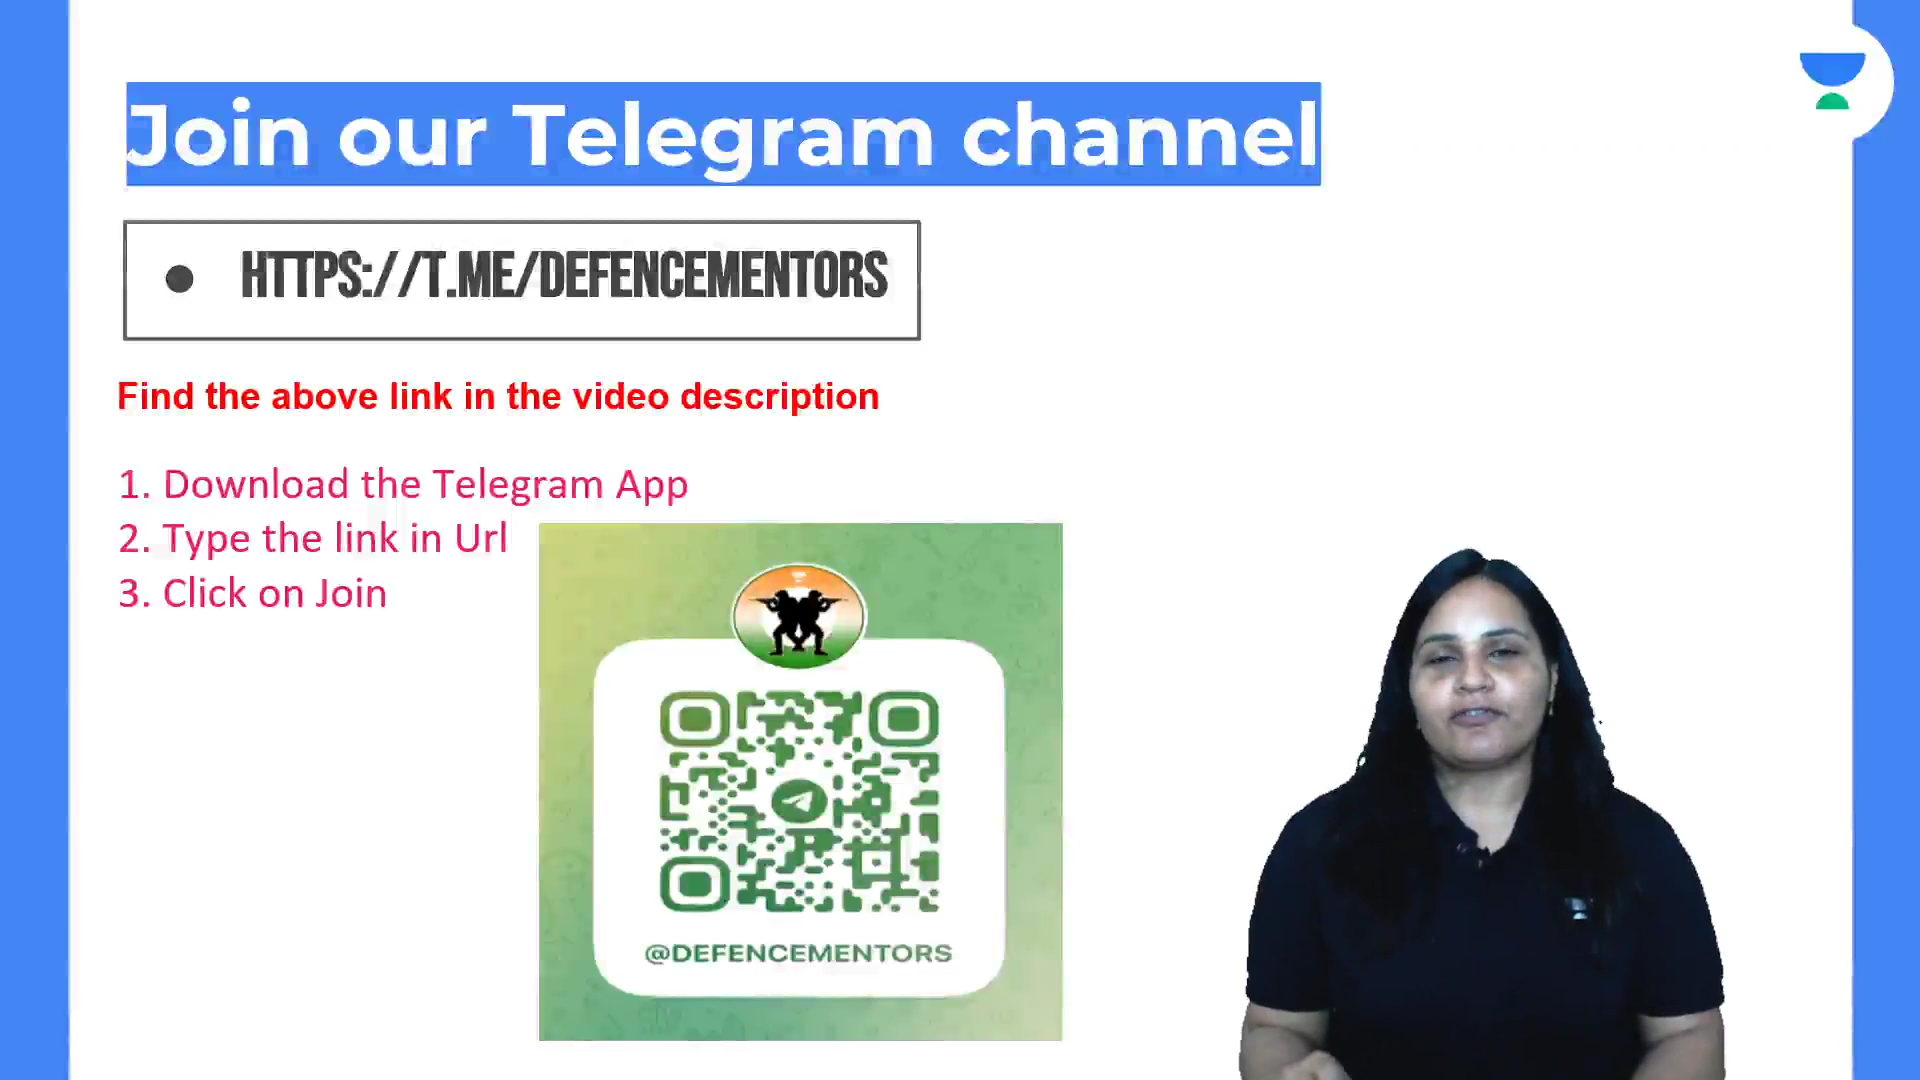 Join our Telegram channel
● HTTPS://T.ME/DEFENCEMENTORS
Find the above link in the video description
1. Download the Telegram App
2. Type the link in Url
3. Click on Join
@DEFENCEMENTORS